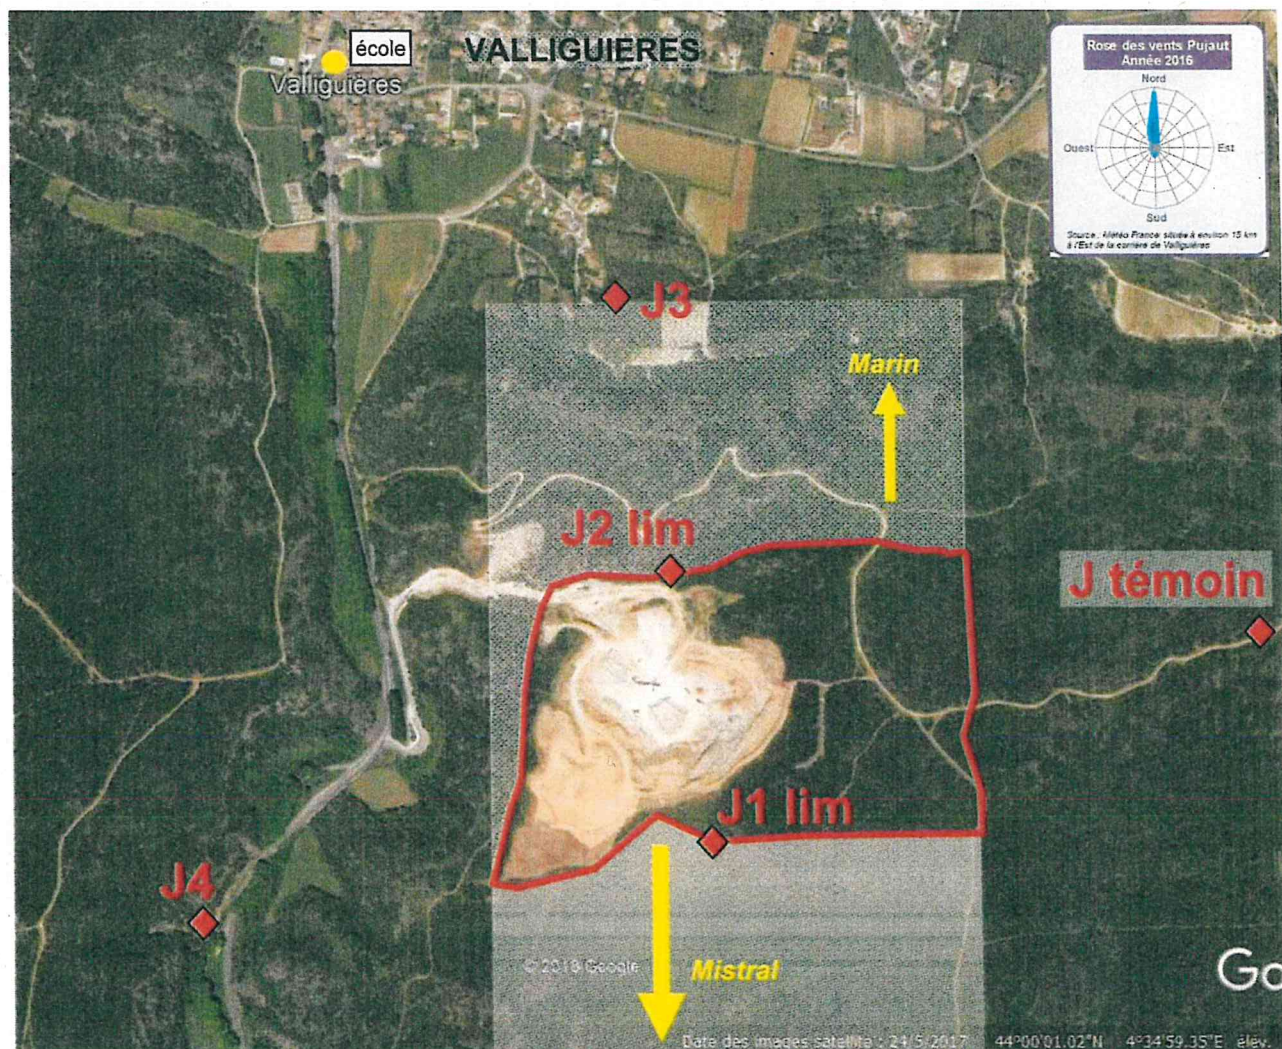 école
VALLIGUIERES
Valliguières
Rose des vents Pujaut
Année 2016
Nord
Ouest
Est
Sud
Source : Météo France située à environ 15 km
à l'Est de la carrière de Valliguières
J3
Marin
J2 lim
J témoin
J1 lim
J4
Mistral
© 2018 Google
Go
Date des images satellite : 24/5/2017 44°00'01.02"N 4°34'59.35"E élév.